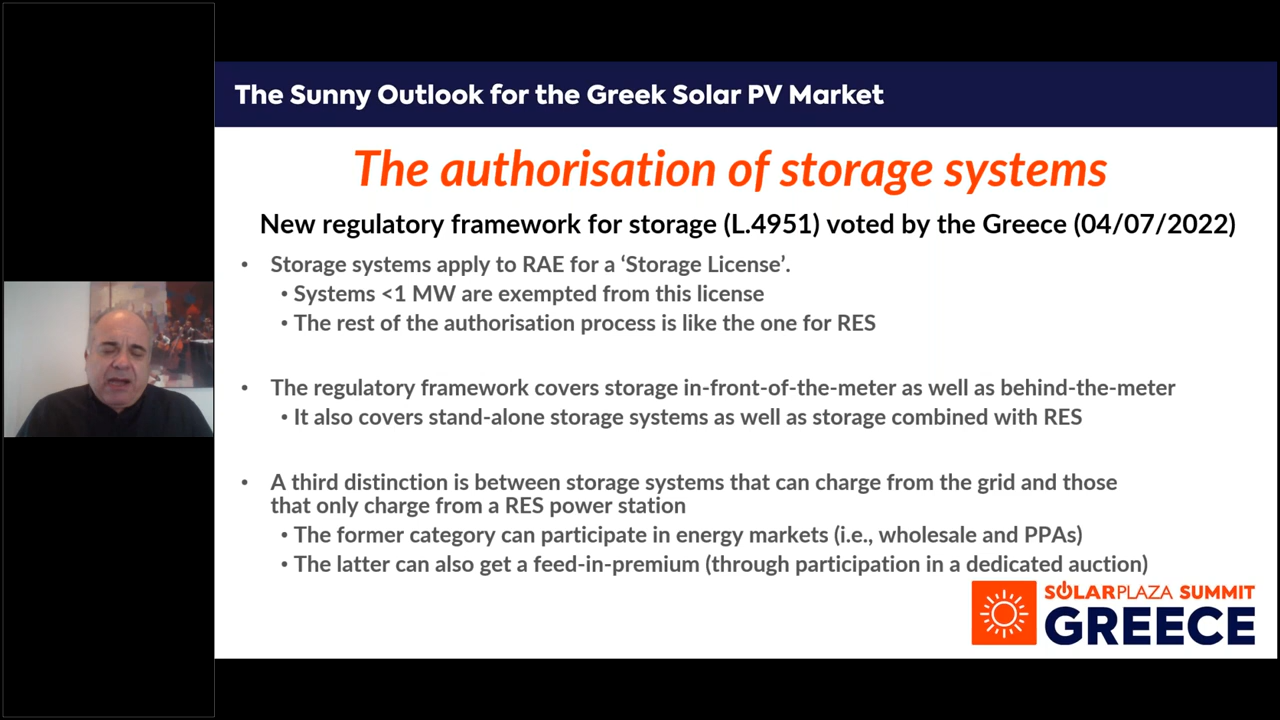 The Sunny Outlook for the Greek Solar PV Market
The authorisation of storage systems
New regulatory framework for storage (L.4951) voted by the Greece (04/07/2022)
• Storage systems apply to RAE for a ‘Storage License’.
• Systems <1 MW are exempted from this license
• The rest of the authorisation process is like the one for RES
• The regulatory framework covers storage in-front-of-the-meter as well as behind-the-meter
• It also covers stand-alone storage systems as well as storage combined with RES
• A third distinction is between storage systems that can charge from the grid and those
that only charge from a RES power station
• The former category can participate in energy markets (i.e., wholesale and PPAs)
• The latter can also get a feed-in-premium (through participation in a dedicated auction)
SOLARPLAZA SUMMIT
GREECE